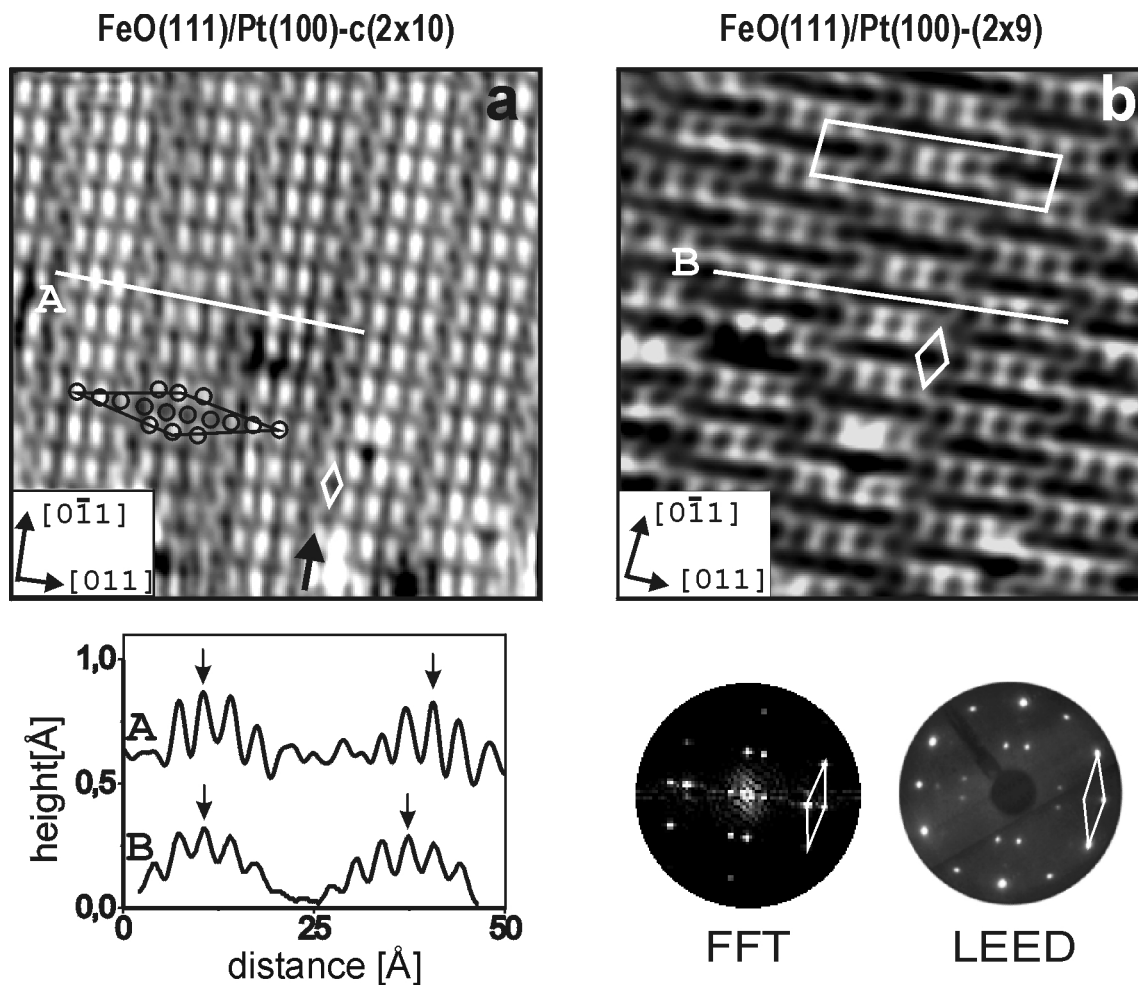 FeO(111)/Pt(100)-c(2x10)
FeO(111)/Pt(100)-(2x9)
a
b
A
B
[01̅1]
[011]
[01̅1]
[011]
1,0
0,5
0,0
height[Å]
A
B
0
25
50
distance [Å]
FFT
LEED